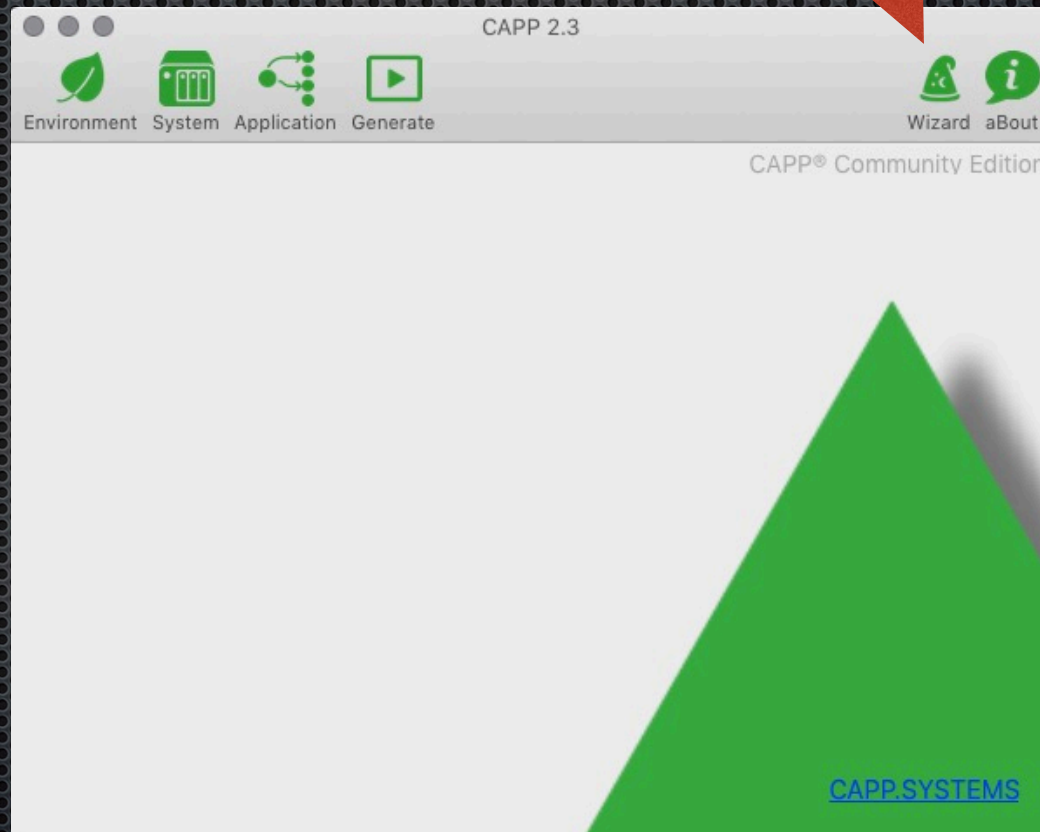 CAPP 2.3
Environment System Application Generate Wizard aBout
CAPP® Community Edition
CAPP.SYSTEMS